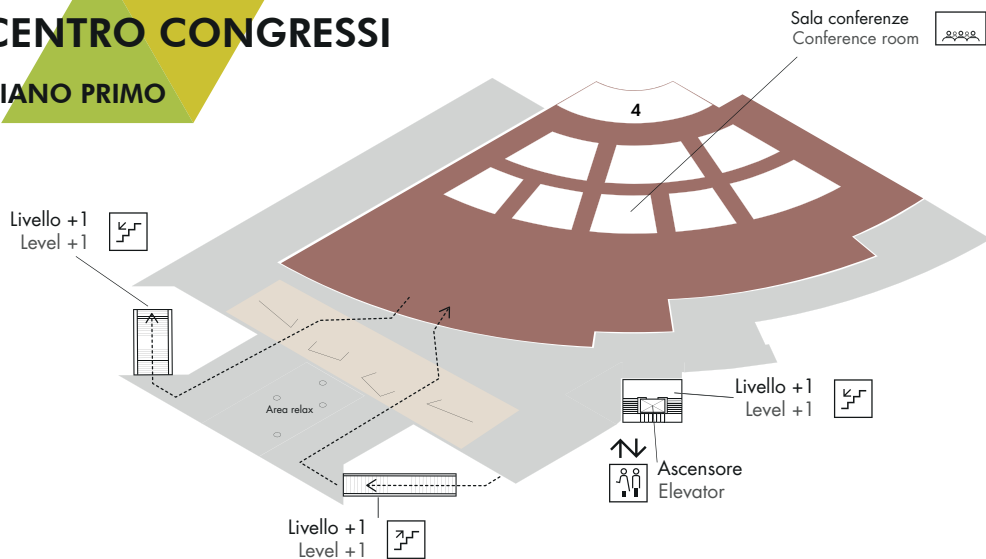 CENTRO CONGRESSI
IANO PRIMO
Sala conferenze
Conference room
4
Livello +1
Level +1
Area relax
Livello +1
Level +1
Ascensore
Elevator
Livello +1
Level +1